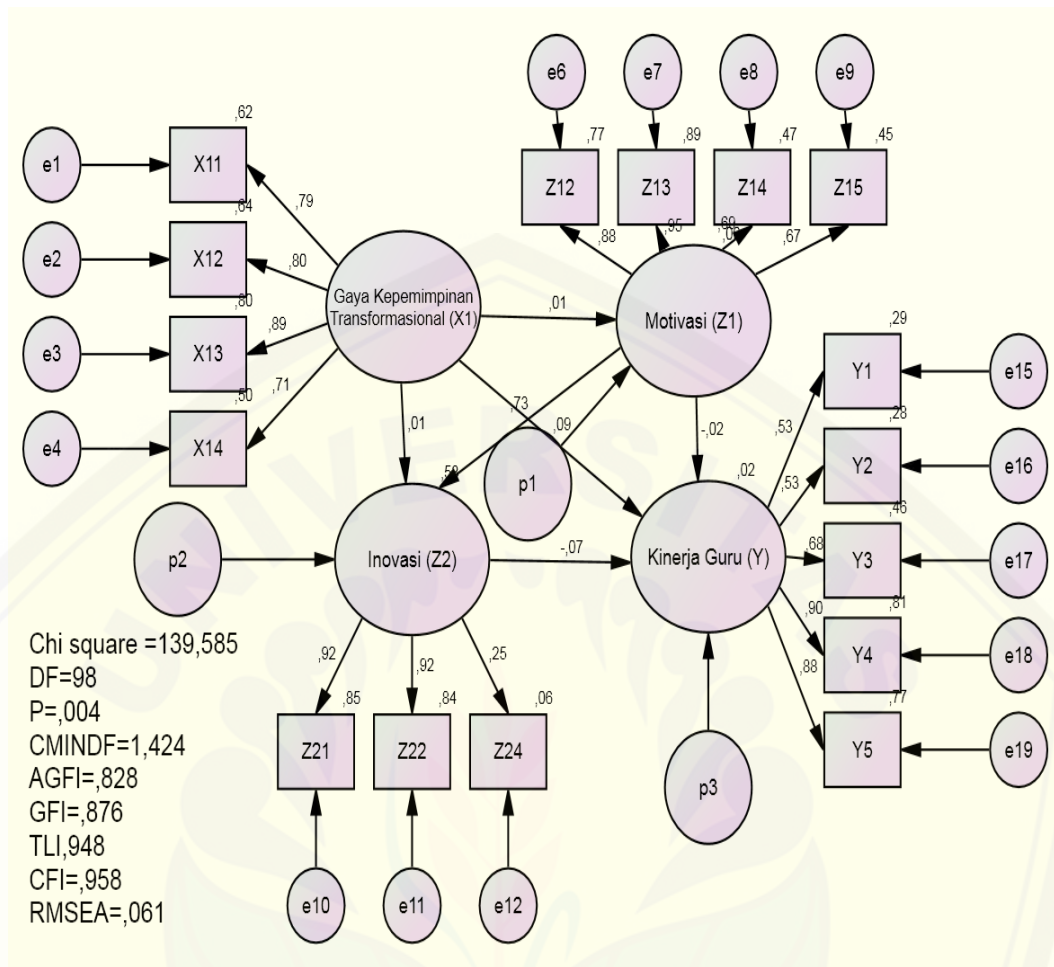 e6
e7
e8
e9
,77
,89
,47
,45
Z12
Z13
Z14
Z15
,88
,95
,69
,67
e1
X11
,62
,79
e2
X12
,64
,80
e3
X13
,80
,89
e4
X14
,50
,71
Gaya Kepemimpinan
Transformasional (X1)
,01
Motivasi (Z1)
,01
,73
,09
-,02
p1
p2
Inovasi (Z2)
-,07
Kinerja Guru (Y)
,02
p3
,29
Y1
e15
,53
,28
Y2
e16
,53
,46
Y3
e17
,68
,81
Y4
e18
,90
,77
Y5
e19
,88
,92
,92
,25
,85
,84
,06
Z21
Z22
Z24
e10
e11
e12
Chi square =139,585
DF=98
P=,004
CMINDF=1,424
AGFI=,828
GFI=,876
TLI,948
CFI=,958
RMSEA=,061